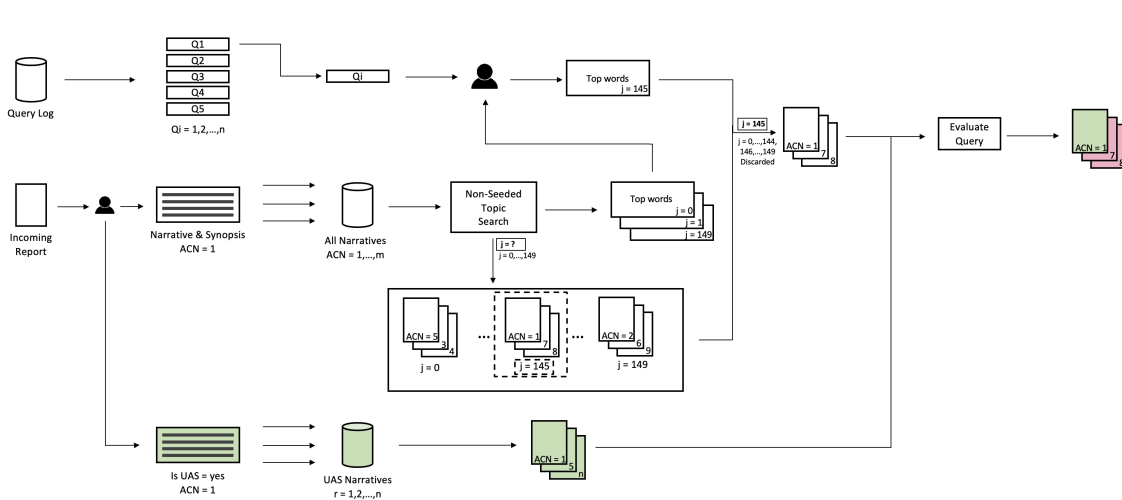 Query Log
Q1
Q2
Q3
Q4
Q5
Qi = 1,2,...,n
Qi
Top words
j = 145
j = 145
j = 0,...,144,
146,...,149
Discarded
ACN = 1
7
8
Evaluate
Query
ACN = 1
7
8
Incoming
Report
Narrative & Synopsis
ACN = 1
All Narratives
ACN = 1,...,m
Non-Seeded
Topic
Search
j = ?
j = 0,...,149
Top words
j = 0
j = 1
j = 149
ACN = 5
3
4
j = 0
...
ACN = 1
7
8
j = 145
...
ACN = 2
6
9
j = 149
Is UAS = yes
ACN = 1
UAS Narratives
r = 1,2,...,n
ACN = 1
5
n